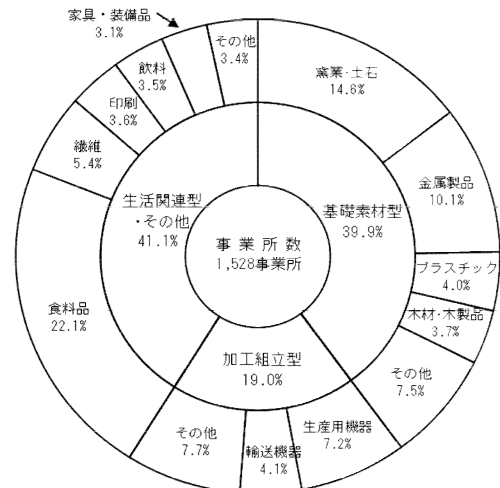 家具・装備品
3.1%
その他
3.4%
飲料
3.5%
印刷
3.6%
繊維
5.4%
食料品
22.1%
窯業・土石
14.6%
金属製品
10.1%
プラスチック
4.0%
木材・木製品
3.7%
その他
7.5%
生産用機器
7.2%
輸送機器
4.1%
その他
7.7%
生活関連型
・その他
41.1%
基礎素材型
39.9%
加工組立型
19.0%
事業所数
1,528事業所